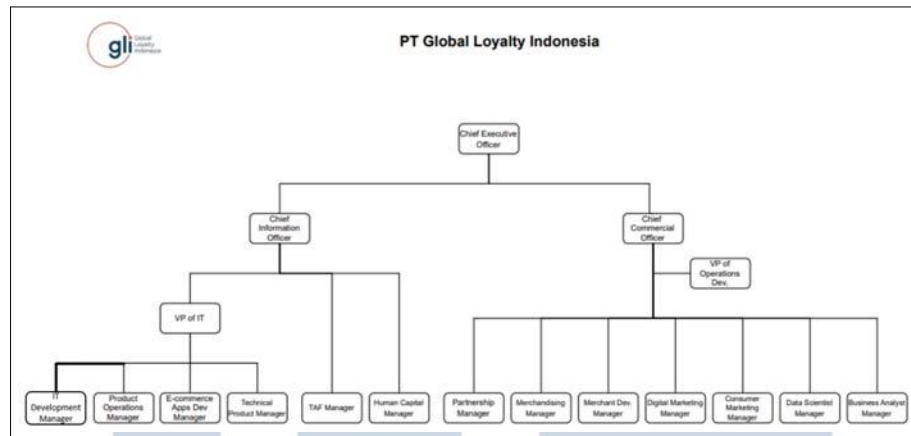 gli
Global
Loyalty
Indonesia
PT Global Loyalty Indonesia
Chief Executive
Officer
Chief
Information
Officer
Chief
Commercial
Officer
VP of
Operations
Dev.
VP of IT
IT
Development
Manager
Product
Operations
Manager
E-commerce
Apps Dev
Manager
Technical
Product Manager
TAF Manager
Human Capital
Manager
Partnership
Manager
Merchandising
Manager
Merchant Dev.
Manager
Digital Marketing
Manager
Consumer
Marketing
Manager
Data Scientist
Manager
Business Analyst
Manager